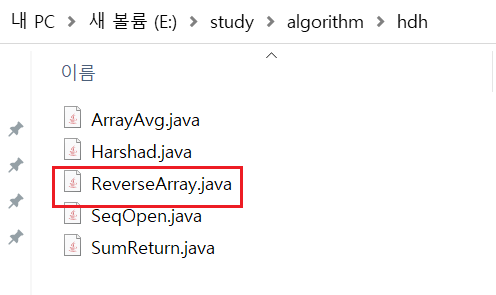 내 PC > 새 볼륨 (E:) > study > algorithm > hdh
이름
ArrayAvg.java
Harshad.java
ReverseArray.java
SeqOpen.java
SumReturn.java